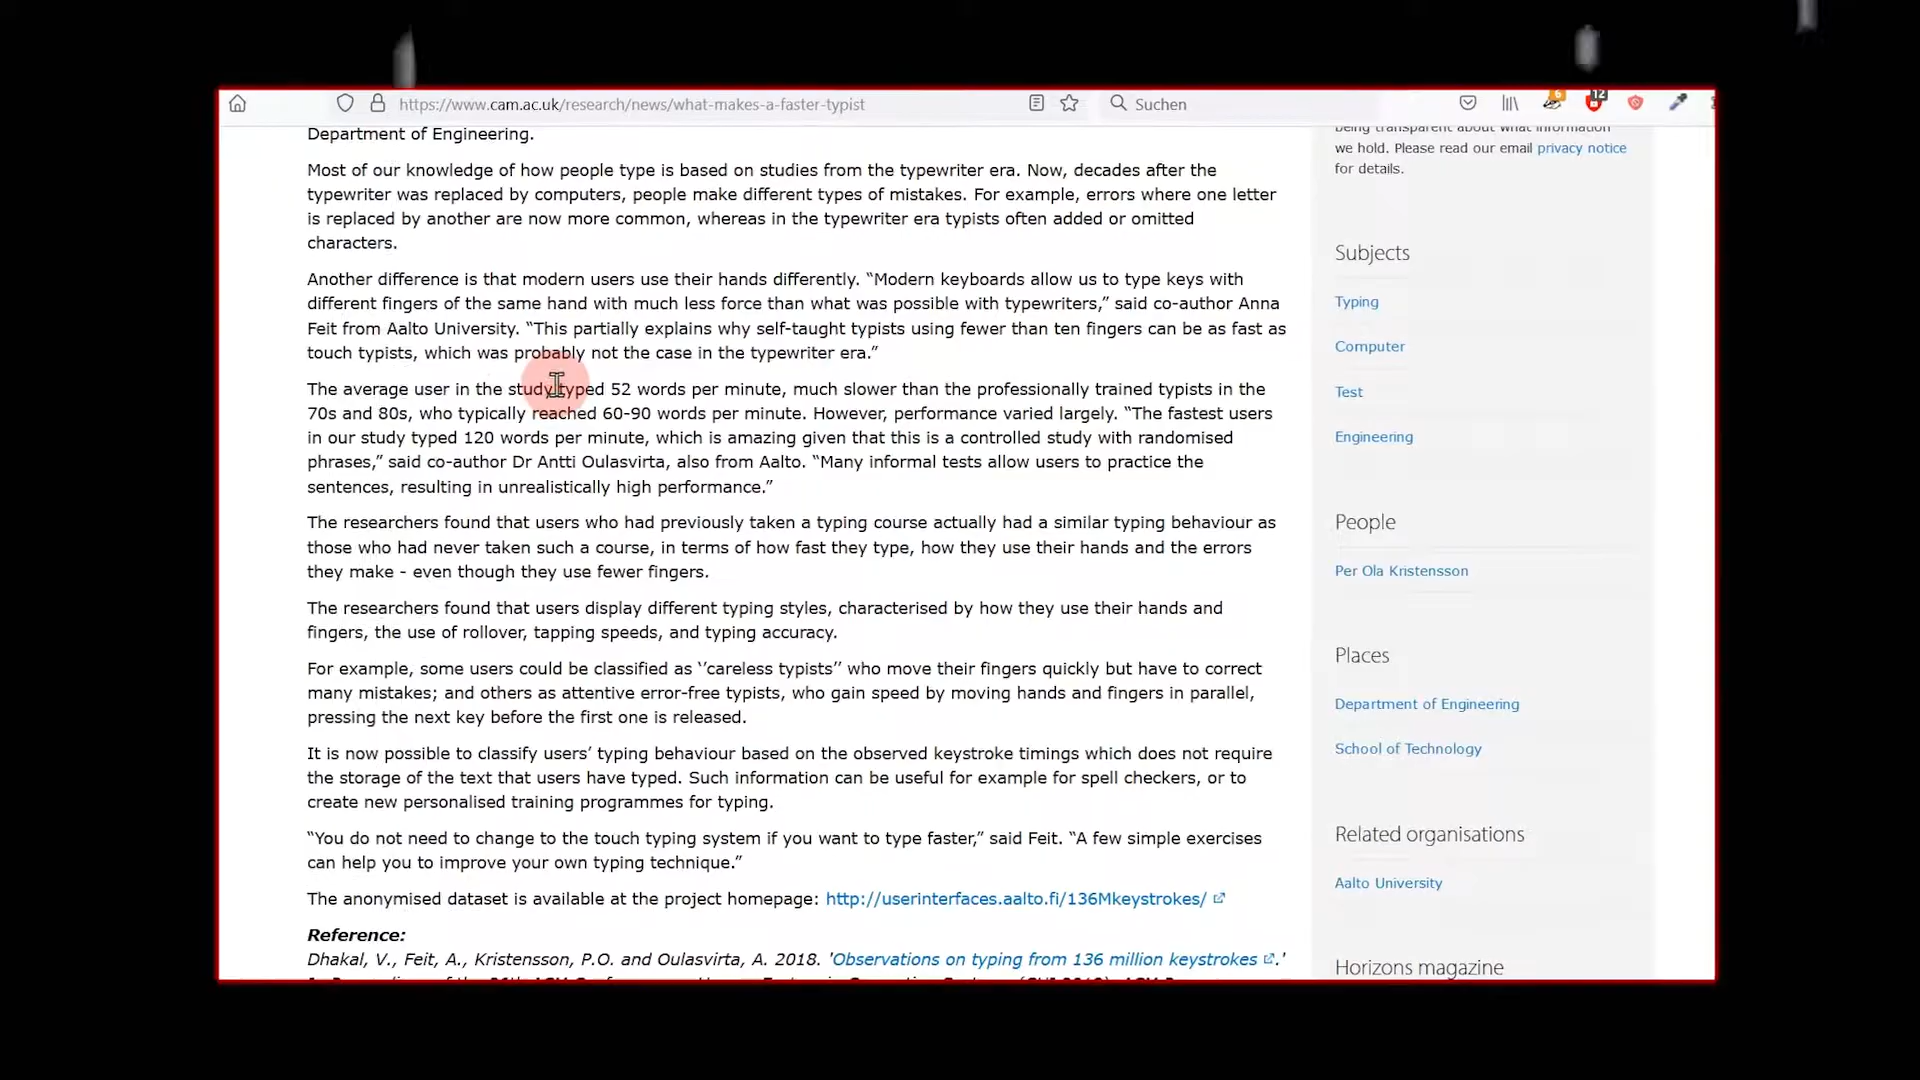 https://www.cam.ac.uk/research/news/what-makes-a-faster-typist
Suchen
6
12
Department of Engineering.
Most of our knowledge of how people type is based on studies from the typewriter era. Now, decades after the
typewriter was replaced by computers, people make different types of mistakes. For example, errors where one letter
is replaced by another are now more common, whereas in the typewriter era typists often added or omitted
characters.
Another difference is that modern users use their hands differently. “Modern keyboards allow us to type keys with
different fingers of the same hand with much less force than what was possible with typewriters,” said co-author Anna
Feit from Aalto University. “This partially explains why self-taught typists using fewer than ten fingers can be as fast as
touch typists, which was probably not the case in the typewriter era.”
The average user in the study typed 52 words per minute, much slower than the professionally trained typists in the
70s and 80s, who typically reached 60-90 words per minute. However, performance varied largely. “The fastest users
in our study typed 120 words per minute, which is amazing given that this is a controlled study with randomised
phrases,” said co-author Dr Antti Oulasvirta, also from Aalto. “Many informal tests allow users to practice the
sentences, resulting in unrealistically high performance.”
The researchers found that users who had previously taken a typing course actually had a similar typing behaviour as
those who had never taken such a course, in terms of how fast they type, how they use their hands and the errors
they make - even though they use fewer fingers.
The researchers found that users display different typing styles, characterised by how they use their hands and
fingers, the use of rollover, tapping speeds, and typing accuracy.
For example, some users could be classified as ‘’careless typists’’ who move their fingers quickly but have to correct
many mistakes; and others as attentive error-free typists, who gain speed by moving hands and fingers in parallel,
pressing the next key before the first one is released.
It is now possible to classify users’ typing behaviour based on the observed keystroke timings which does not require
the storage of the text that users have typed. Such information can be useful for example for spell checkers, or to
create new personalised training programmes for typing.
“You do not need to change to the touch typing system if you want to type faster,” said Feit. “A few simple exercises
can help you to improve your own typing technique.”
The anonymised dataset is available at the project homepage: http://userinterfaces.aalto.fi/136Mkeystrokes/
Reference:
Dhakal, V., Feit, A., Kristensson, P.O. and Oulasvirta, A. 2018. 'Observations on typing from 136 million keystrokes.'
being transparent about what information
we hold. Please read our email privacy notice
for details.
Subjects
Typing
Computer
Test
Engineering
People
Per Ola Kristensson
Places
Department of Engineering
School of Technology
Related organisations
Aalto University
Horizons magazine